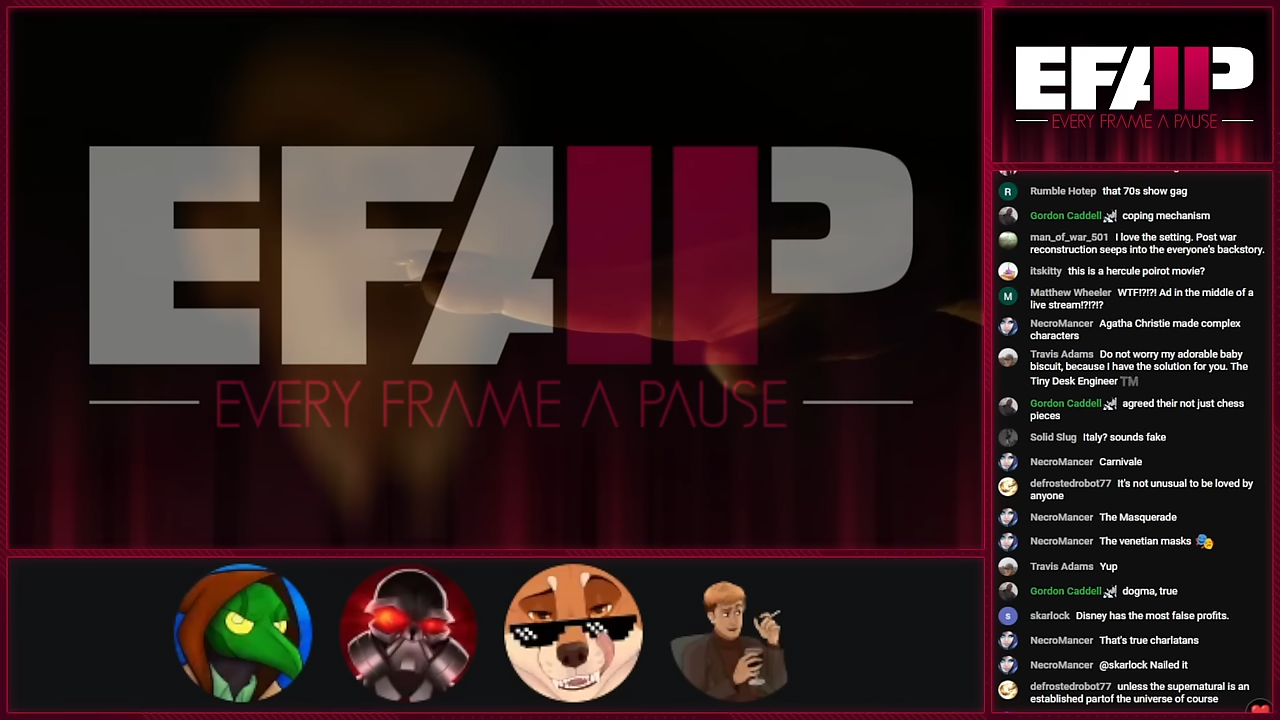 EFAP
EVERY FRAME A PAUSE
EFAP
EVERY FRAME A PAUSE
R Rumble Hotep that 70s show gag
Gordon Caddell coping mechanism
man_of_war_501 I love the setting. Post war
reconstruction seeps into the everyone's backstory.
itskitty this is a hercule poirot movie?
M Matthew Wheeler WTF!?!?! Ad in the middle of a
live stream!?!?!?
NecroMancer Agatha Christie made complex
characters
Travis Adams Do not worry my adorable baby
biscuit, because I have the solution for you. The
Tiny Desk Engineer ™️
Gordon Caddell agreed their not just chess
pieces
Solid Slug Italy? sounds fake
NecroMancer Carnivale
defrostedrobot77 It's not unusual to be loved by
anyone
NecroMancer The Masquerade
NecroMancer The venetian masks 🎭
Travis Adams Yup
Gordon Caddell dogma, true
s skarlock Disney has the most false profits.
NecroMancer That's true charlatans
NecroMancer @skarlock Nailed it
defrostedrobot77 unless the supernatural is an
established partof the universe of course